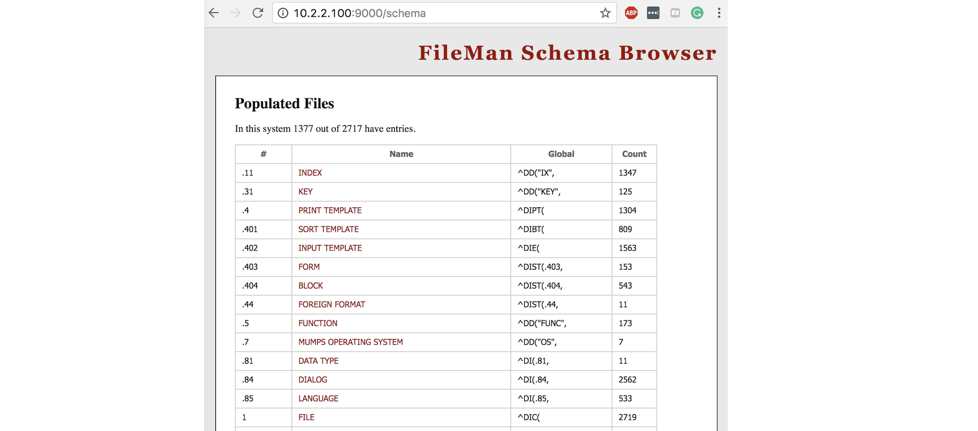 10.2.2.100:9000/schema
ABP
FileMan Schema Browser
Populated Files
In this system 1377 out of 2717 have entries.
# Name Global Count
.11 INDEX ^DD("IX", 1347
.31 KEY ^DD("KEY", 125
.4 PRINT TEMPLATE ^DIPT( 1304
.401 SORT TEMPLATE ^DIBT( 809
.402 INPUT TEMPLATE ^DIE( 1563
.403 FORM ^DIST(.403, 153
.404 BLOCK ^DIST(.404, 543
.44 FOREIGN FORMAT ^DIST(.44, 11
.5 FUNCTION ^DD("FUNC", 173
.7 MUMPS OPERATING SYSTEM ^DD("OS", 7
.81 DATA TYPE ^DI(.81, 11
.84 DIALOG ^DI(.84, 2562
.85 LANGUAGE ^DI(.85, 533
1 FILE ^DIC( 2719